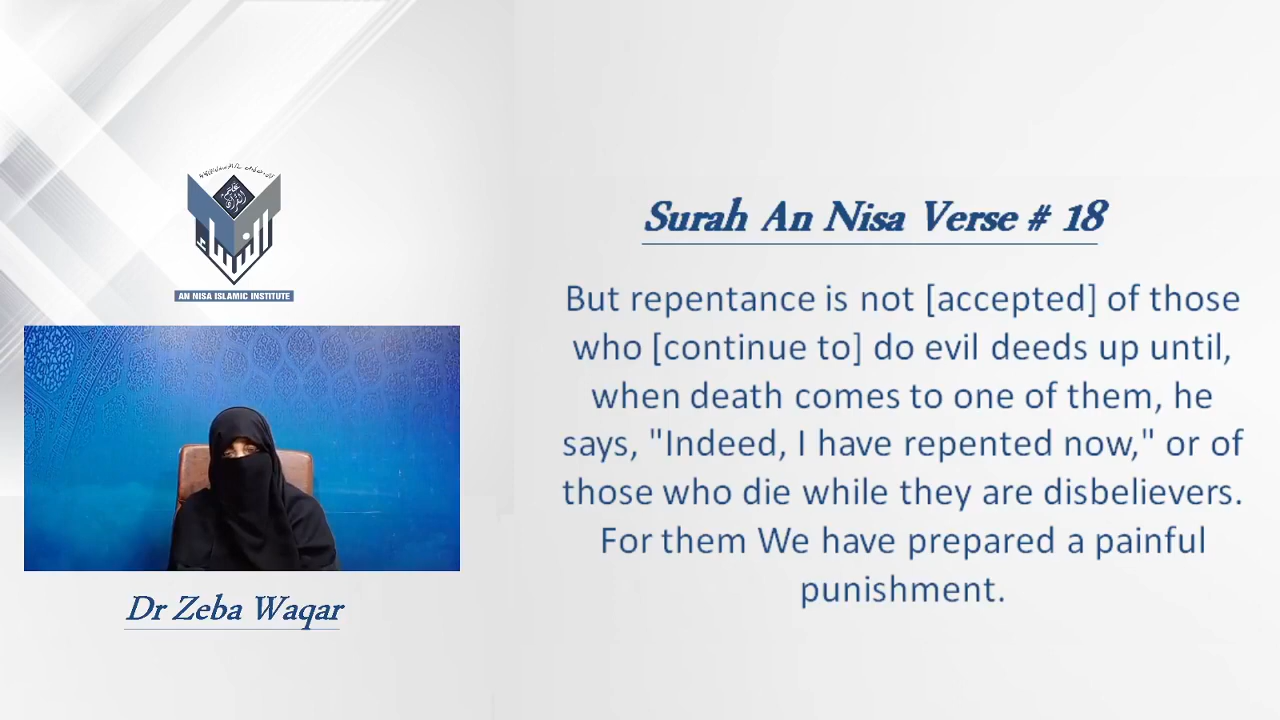 النساء
AN NISA ISLAMIC INSTITUTE
Dr Zeba Waqar
Surah An Nisa Verse # 18
But repentance is not [accepted] of those
who [continue to] do evil deeds up until,
when death comes to one of them, he
says, "Indeed, I have repented now," or of
those who die while they are disbelievers.
For them We have prepared a painful
punishment.